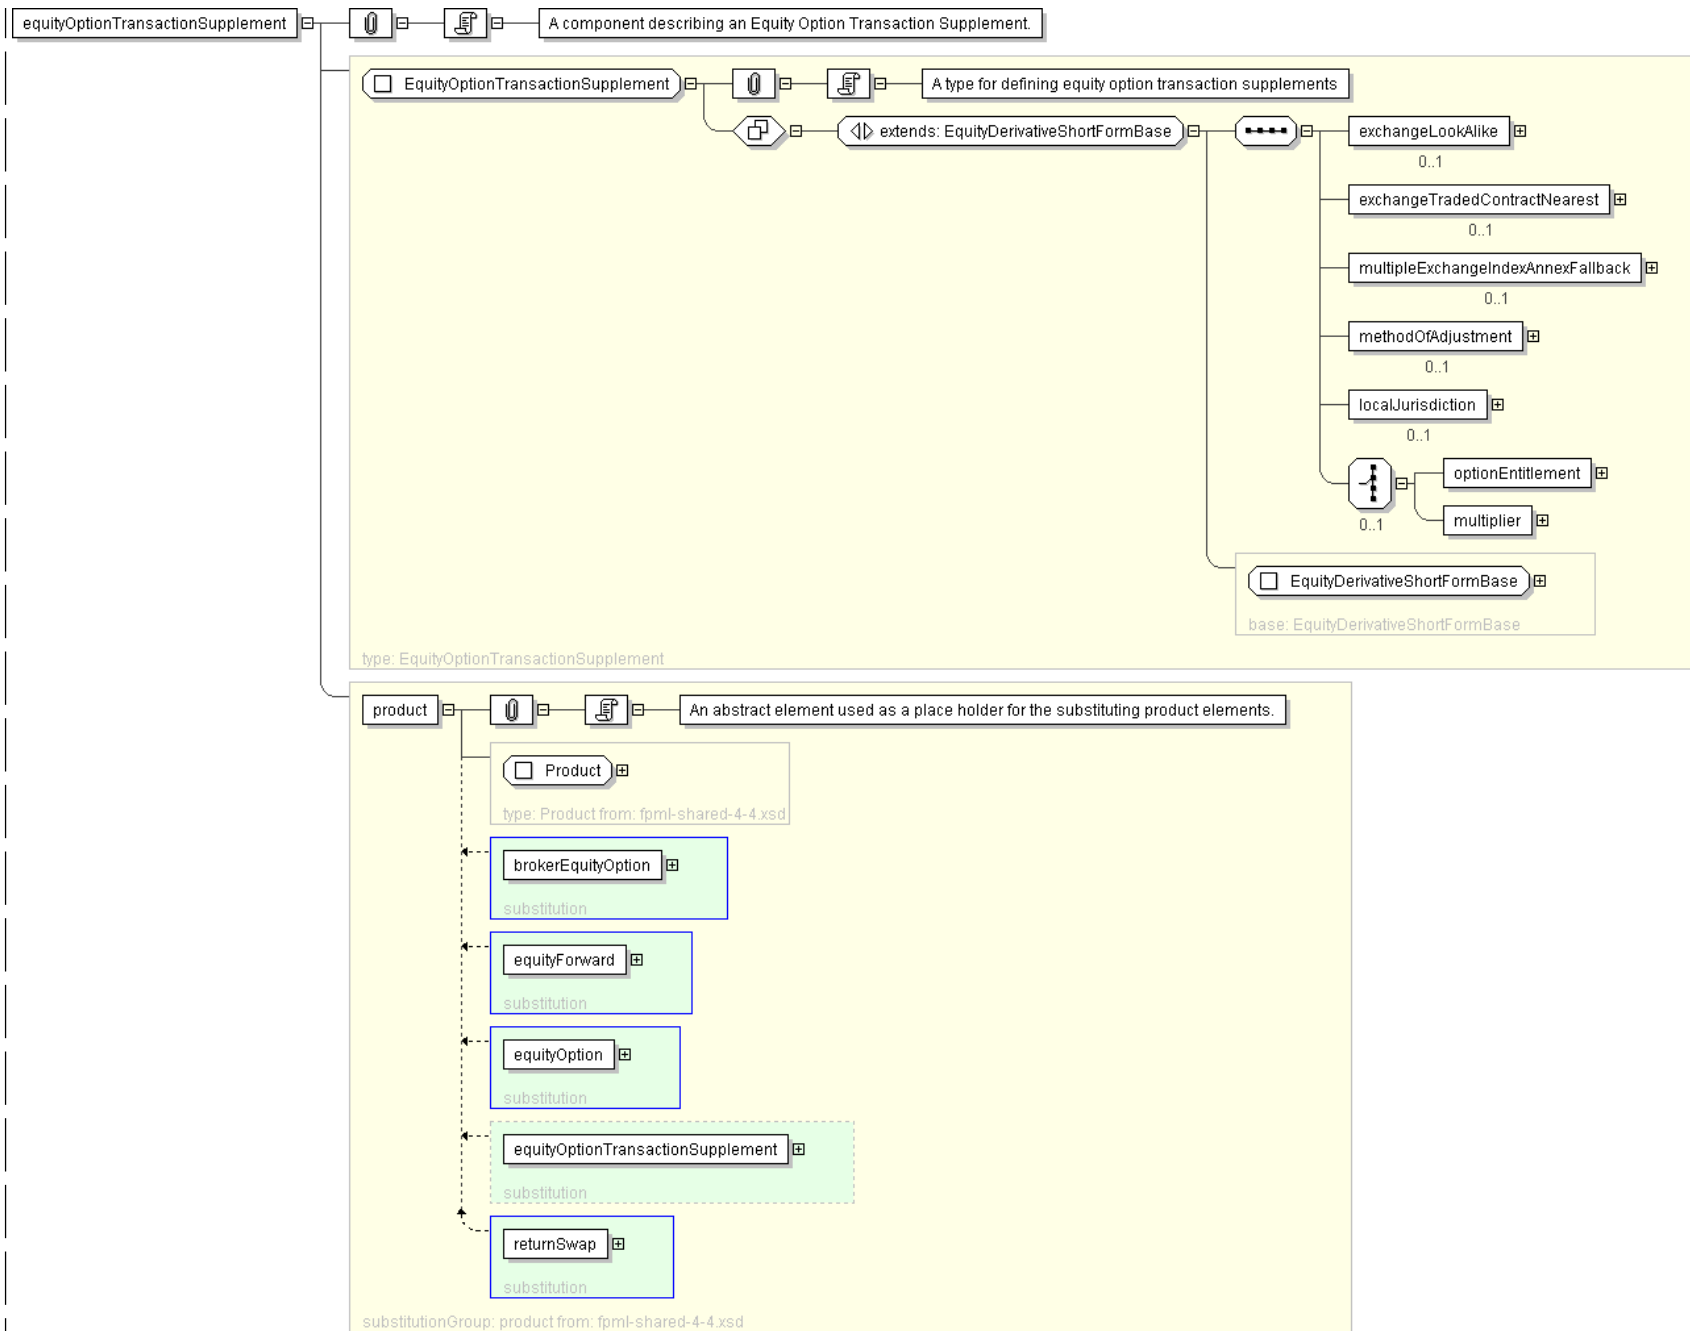 equityOptionTransactionSupplement
A component describing an Equity Option Transaction Supplement.
EquityOptionTransactionSupplement
A type for defining equity option transaction supplements
extends: EquityDerivativeShortFormBase
exchangeLookAlike
0..1
exchangeTradedContractNearest
0..1
multipleExchangeIndexAnnexFallback
0..1
methodOfAdjustment
0..1
localJurisdiction
0..1
optionEntitlement
multiplier
0..1
EquityDerivativeShortFormBase
base: EquityDerivativeShortFormBase
type: EquityOptionTransactionSupplement
product
An abstract element used as a place holder for the substituting product elements.
Product
type: Product from: fpml-shared-4-4.xsd
brokerEquityOption
substitution
equityForward
substitution
equityOption
substitution
equityOptionTransactionSupplement
substitution
returnSwap
substitution
substitutionGroup: product from: fpml-shared-4-4.xsd